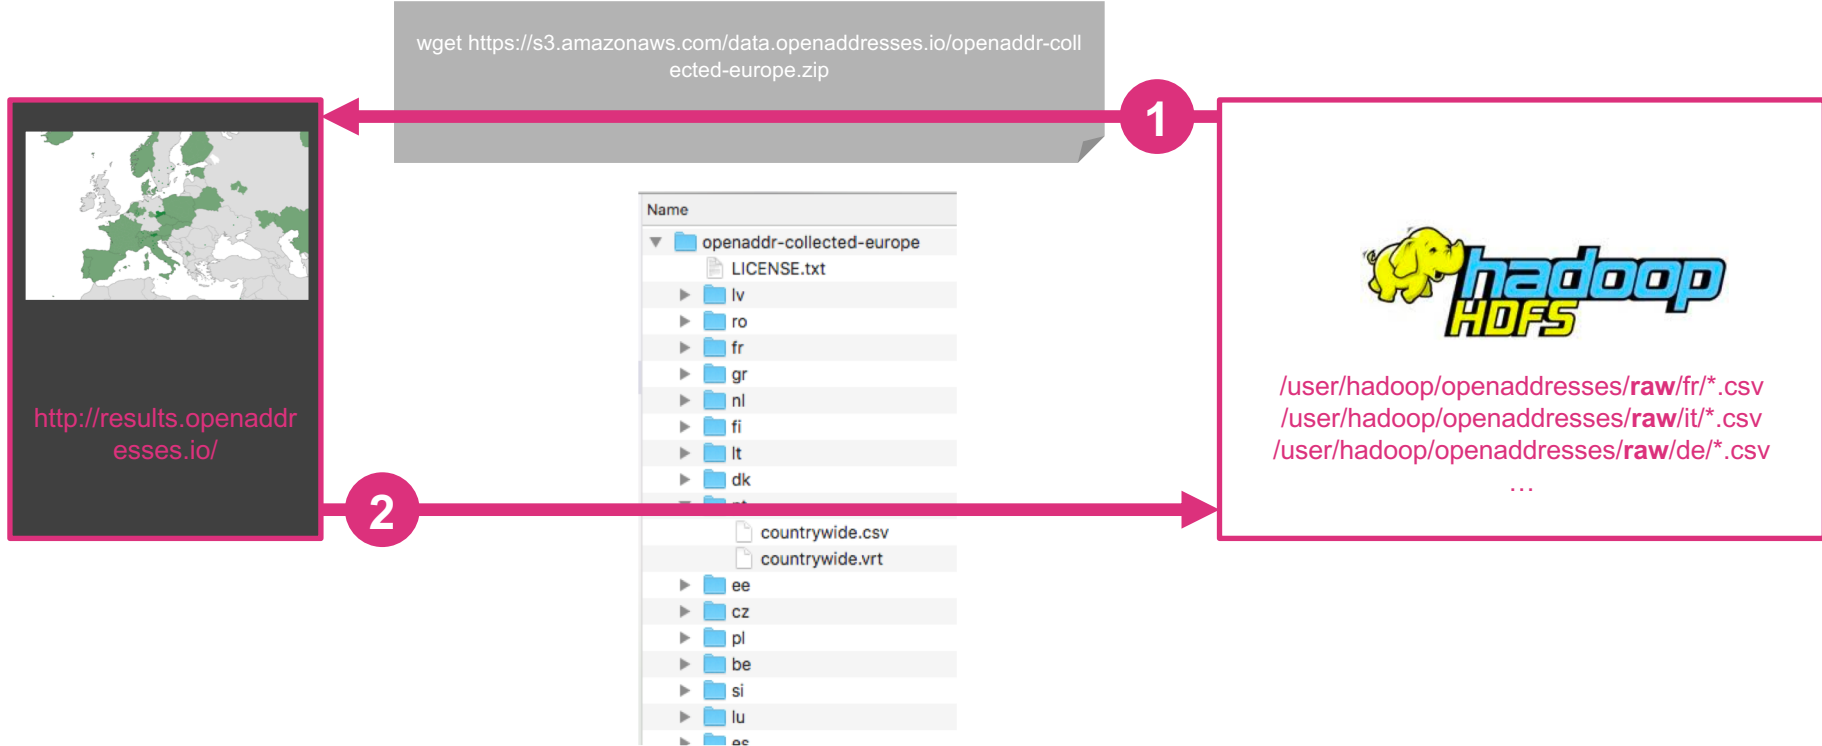 wget https://s3.amazonaws.com/data.openaddresses.io/openaddr-coll
ected-europe.zip
1
http://results.openaddr
esses.io/
2
Name
openaddr-collected-europe
LICENSE.txt
lv
ro
fr
gr
nl
fi
lt
dk
countrywide.csv
countrywide.vrt
ee
cz
pl
be
si
lu
es
hadoop
HDFS
/user/hadoop/openaddresses/raw/fr/*.csv
/user/hadoop/openaddresses/raw/it/*.csv
/user/hadoop/openaddresses/raw/de/*.csv
…